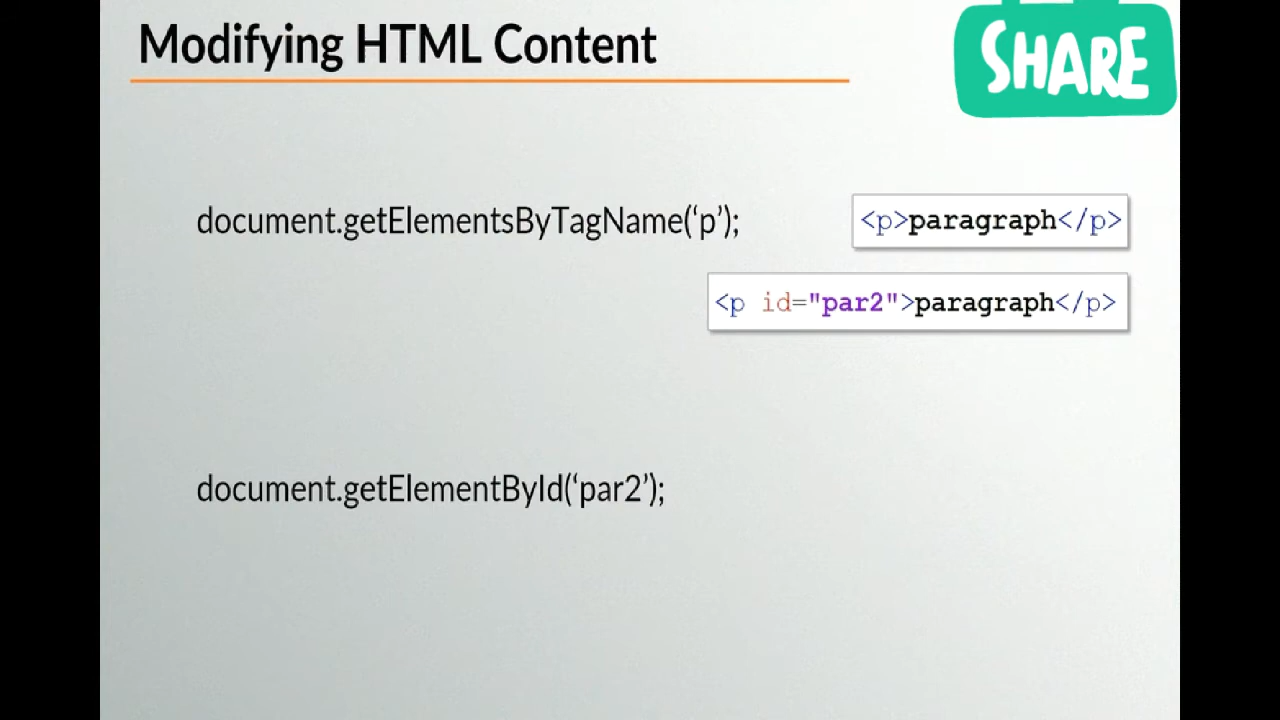 Modifying HTML Content
SHARE
document.getElementsByTagName(‘p’);
<p>paragraph</p>
<p id="par2">paragraph</p>
document.getElementById(‘par2’);